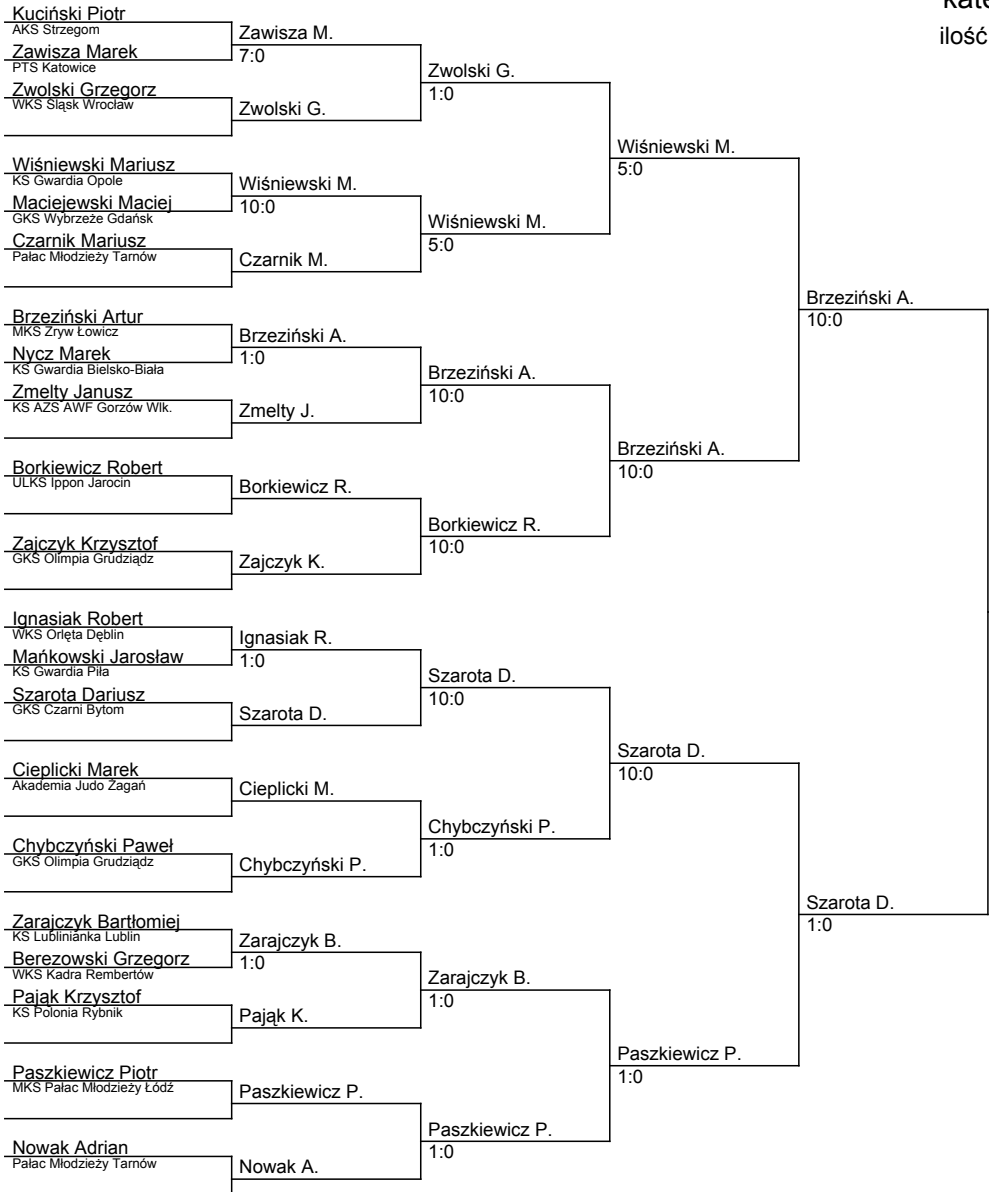 kate
ilość
Kuciński Piotr
AKS Strzegom
Zawisza Marek
PTS Katowice
Zwolski Grzegorz
WKS Śląsk Wrocław
Wiśniewski Mariusz
KS Gwardia Opole
Maciejewski Maciej
GKS Wybrzeże Gdańsk
Czarnik Mariusz
Pałac Młodzieży Tarnów
Brzeziński Artur
MKS Zryw Łowicz
Nycz Marek
KS Gwardia Bielsko-Biała
Zmelty Janusz
KS AZS AWF Gorzów Wlk.
Borkiewicz Robert
ULKS Ippon Jarocin
Zajczyk Krzysztof
GKS Olimpia Grudziądz
Ignasiak Robert
WKS Orlęta Dęblin
Mańkowski Jarosław
KS Gwardia Piła
Szarota Dariusz
GKS Czarni Bytom
Cieplicki Marek
Akademia Judo Żagań
Chybczyński Paweł
GKS Olimpia Grudziądz
Zarajczyk Bartłomiej
KS Lublinianka Lublin
Berezowski Grzegorz
WKS Kadra Rembertów
Pająk Krzysztof
KS Polonia Rybnik
Paszkiewicz Piotr
MKS Pałac Młodzieży Łódź
Nowak Adrian
Pałac Młodzieży Tarnów
Zawisza M.
7:0
Zwolski G.
Wiśniewski M.
10:0
Czarnik M.
Brzeziński A.
1:0
Zmelty J.
Borkiewicz R.
Zajczyk K.
Ignasiak R.
1:0
Szarota D.
Cieplicki M.
Chybczyński P.
Zarajczyk B.
1:0
Pająk K.
Paszkiewicz P.
Nowak A.
Zwolski G.
1:0
Wiśniewski M.
5:0
Brzeziński A.
10:0
Borkiewicz R.
10:0
Szarota D.
10:0
Chybczyński P.
1:0
Zarajczyk B.
1:0
Paszkiewicz P.
1:0
Wiśniewski M.
5:0
Brzeziński A.
10:0
Szarota D.
10:0
Paszkiewicz P.
1:0
Brzeziński A.
10:0
Szarota D.
1:0